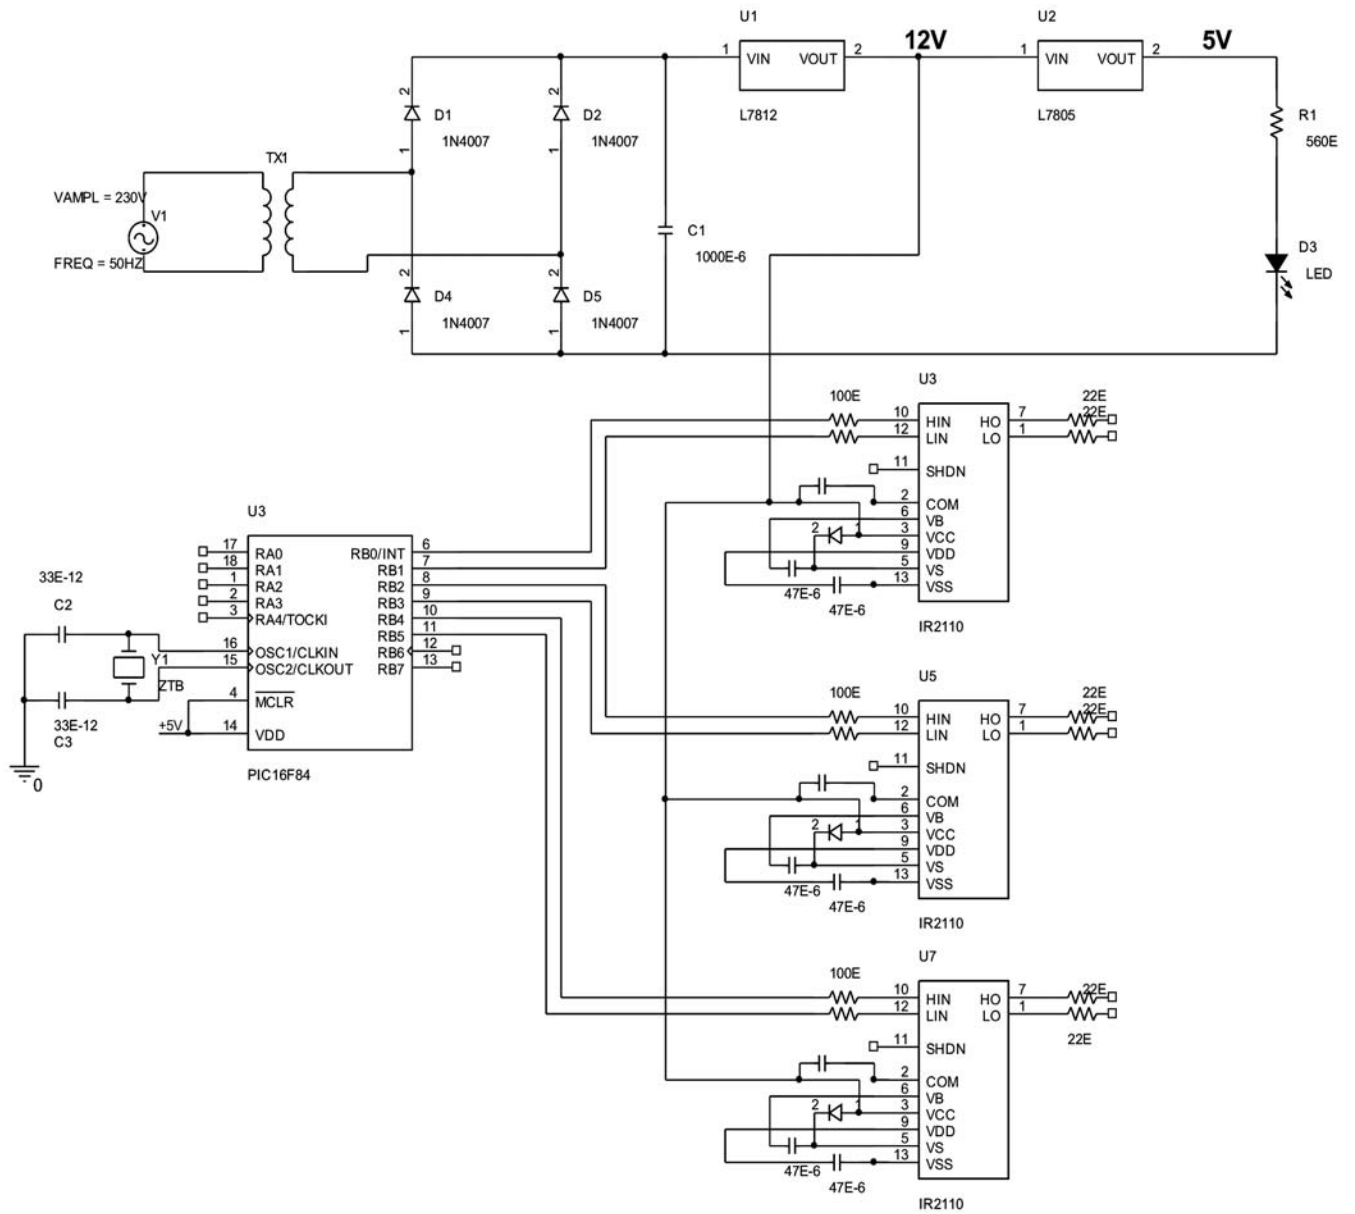 U1
U2
12V
5V
1 VIN VOUT 2
1 VIN VOUT 2
L7812
L7805
2
D1
1N4007
1
2
D2
1N4007
1
R1
560E
TX1
VAMPL = 230V
V1
FREQ = 50HZ
C1
1000E-6
D3
LED
2
D4
1N4007
1
2
D5
1N4007
1
U3
100E
22E
22E
10 HIN HO 7
12 LIN LO 1
11 SHDN
2 COM
6 VB
2 1 3 VCC
9 VDD
5 VS
13 VSS
47E-6
47E-6
IR2110
U3
17 RA0 RB0/INT 6
18 RA1 RB1 7
1 RA2 RB2 8
2 RA3 RB3 9
3 RA4/TOCKI RB4 10
RB5 11
16 OSC1/CLKIN RB6 12
15 OSC2/CLKOUT RB7 13
4 MCLR
+5V
14 VDD
PIC16F84
33E-12
C2
Y1
ZTB
33E-12
C3
0
U5
100E
22E
22E
10 HIN HO 7
12 LIN LO 1
11 SHDN
2 COM
6 VB
2 1 3 VCC
9 VDD
5 VS
13 VSS
47E-6
47E-6
IR2110
U7
100E
22E
10 HIN HO 7
12 LIN LO 1
22E
11 SHDN
2 COM
6 VB
2 1 3 VCC
9 VDD
5 VS
13 VSS
47E-6
47E-6
IR2110